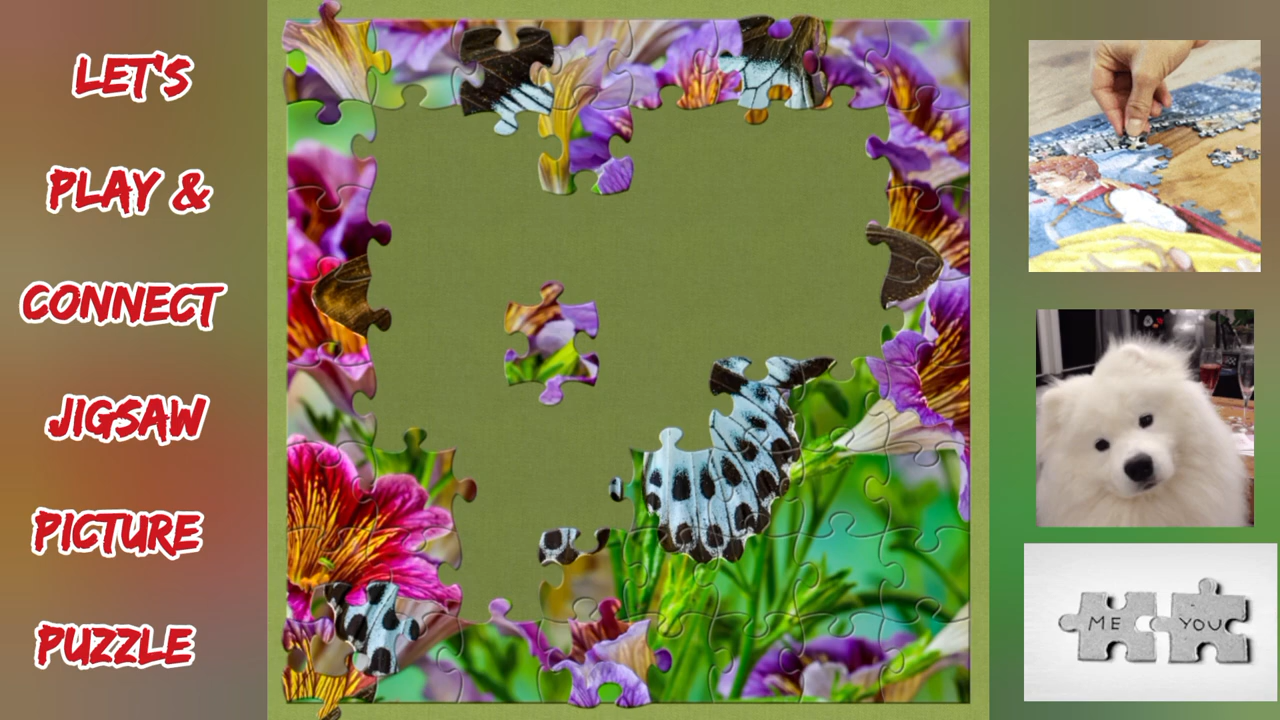 LET'S
PLAY &
CONNECT
JIGSAW
PICTURE
PUZZLE
ME YOU